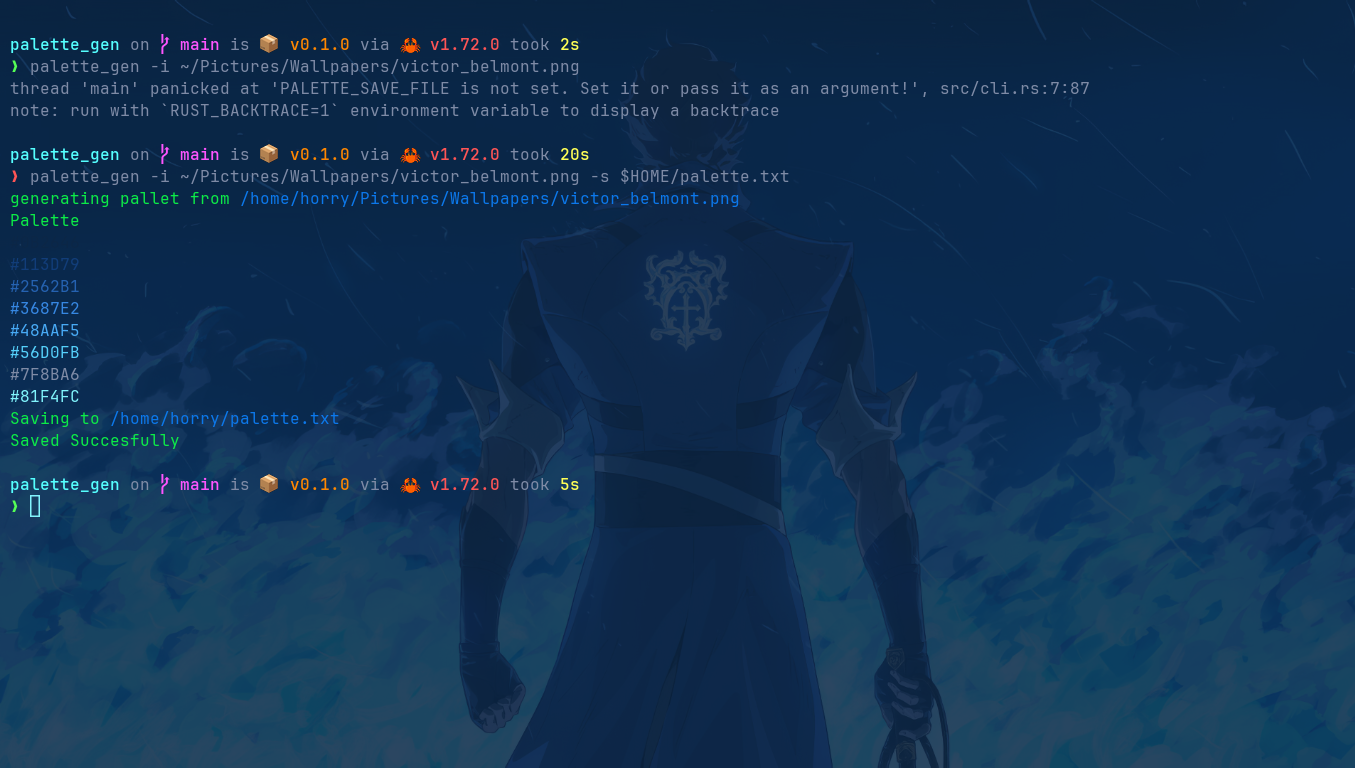 palette_gen on main is 📦 v0.1.0 via 🦀 v1.72.0 took 2s
❯ palette_gen -i ~/Pictures/Wallpapers/victor_belmont.png
thread 'main' panicked at 'PALETTE_SAVE_FILE is not set. Set it or pass it as an argument!', src/cli.rs:7:87
note: run with `RUST_BACKTRACE=1` environment variable to display a backtrace
palette_gen on main is 📦 v0.1.0 via 🦀 v1.72.0 took 20s
❯ palette_gen -i ~/Pictures/Wallpapers/victor_belmont.png -s $HOME/palette.txt
generating pallet from /home/horry/Pictures/Wallpapers/victor_belmont.png
Palette
#113D79
#2562B1
#3687E2
#48AAF5
#56D0FB
#7F8BA6
#81F4FC
Saving to /home/horry/palette.txt
Saved Succesfully
palette_gen on main is 📦 v0.1.0 via 🦀 v1.72.0 took 5s
❯